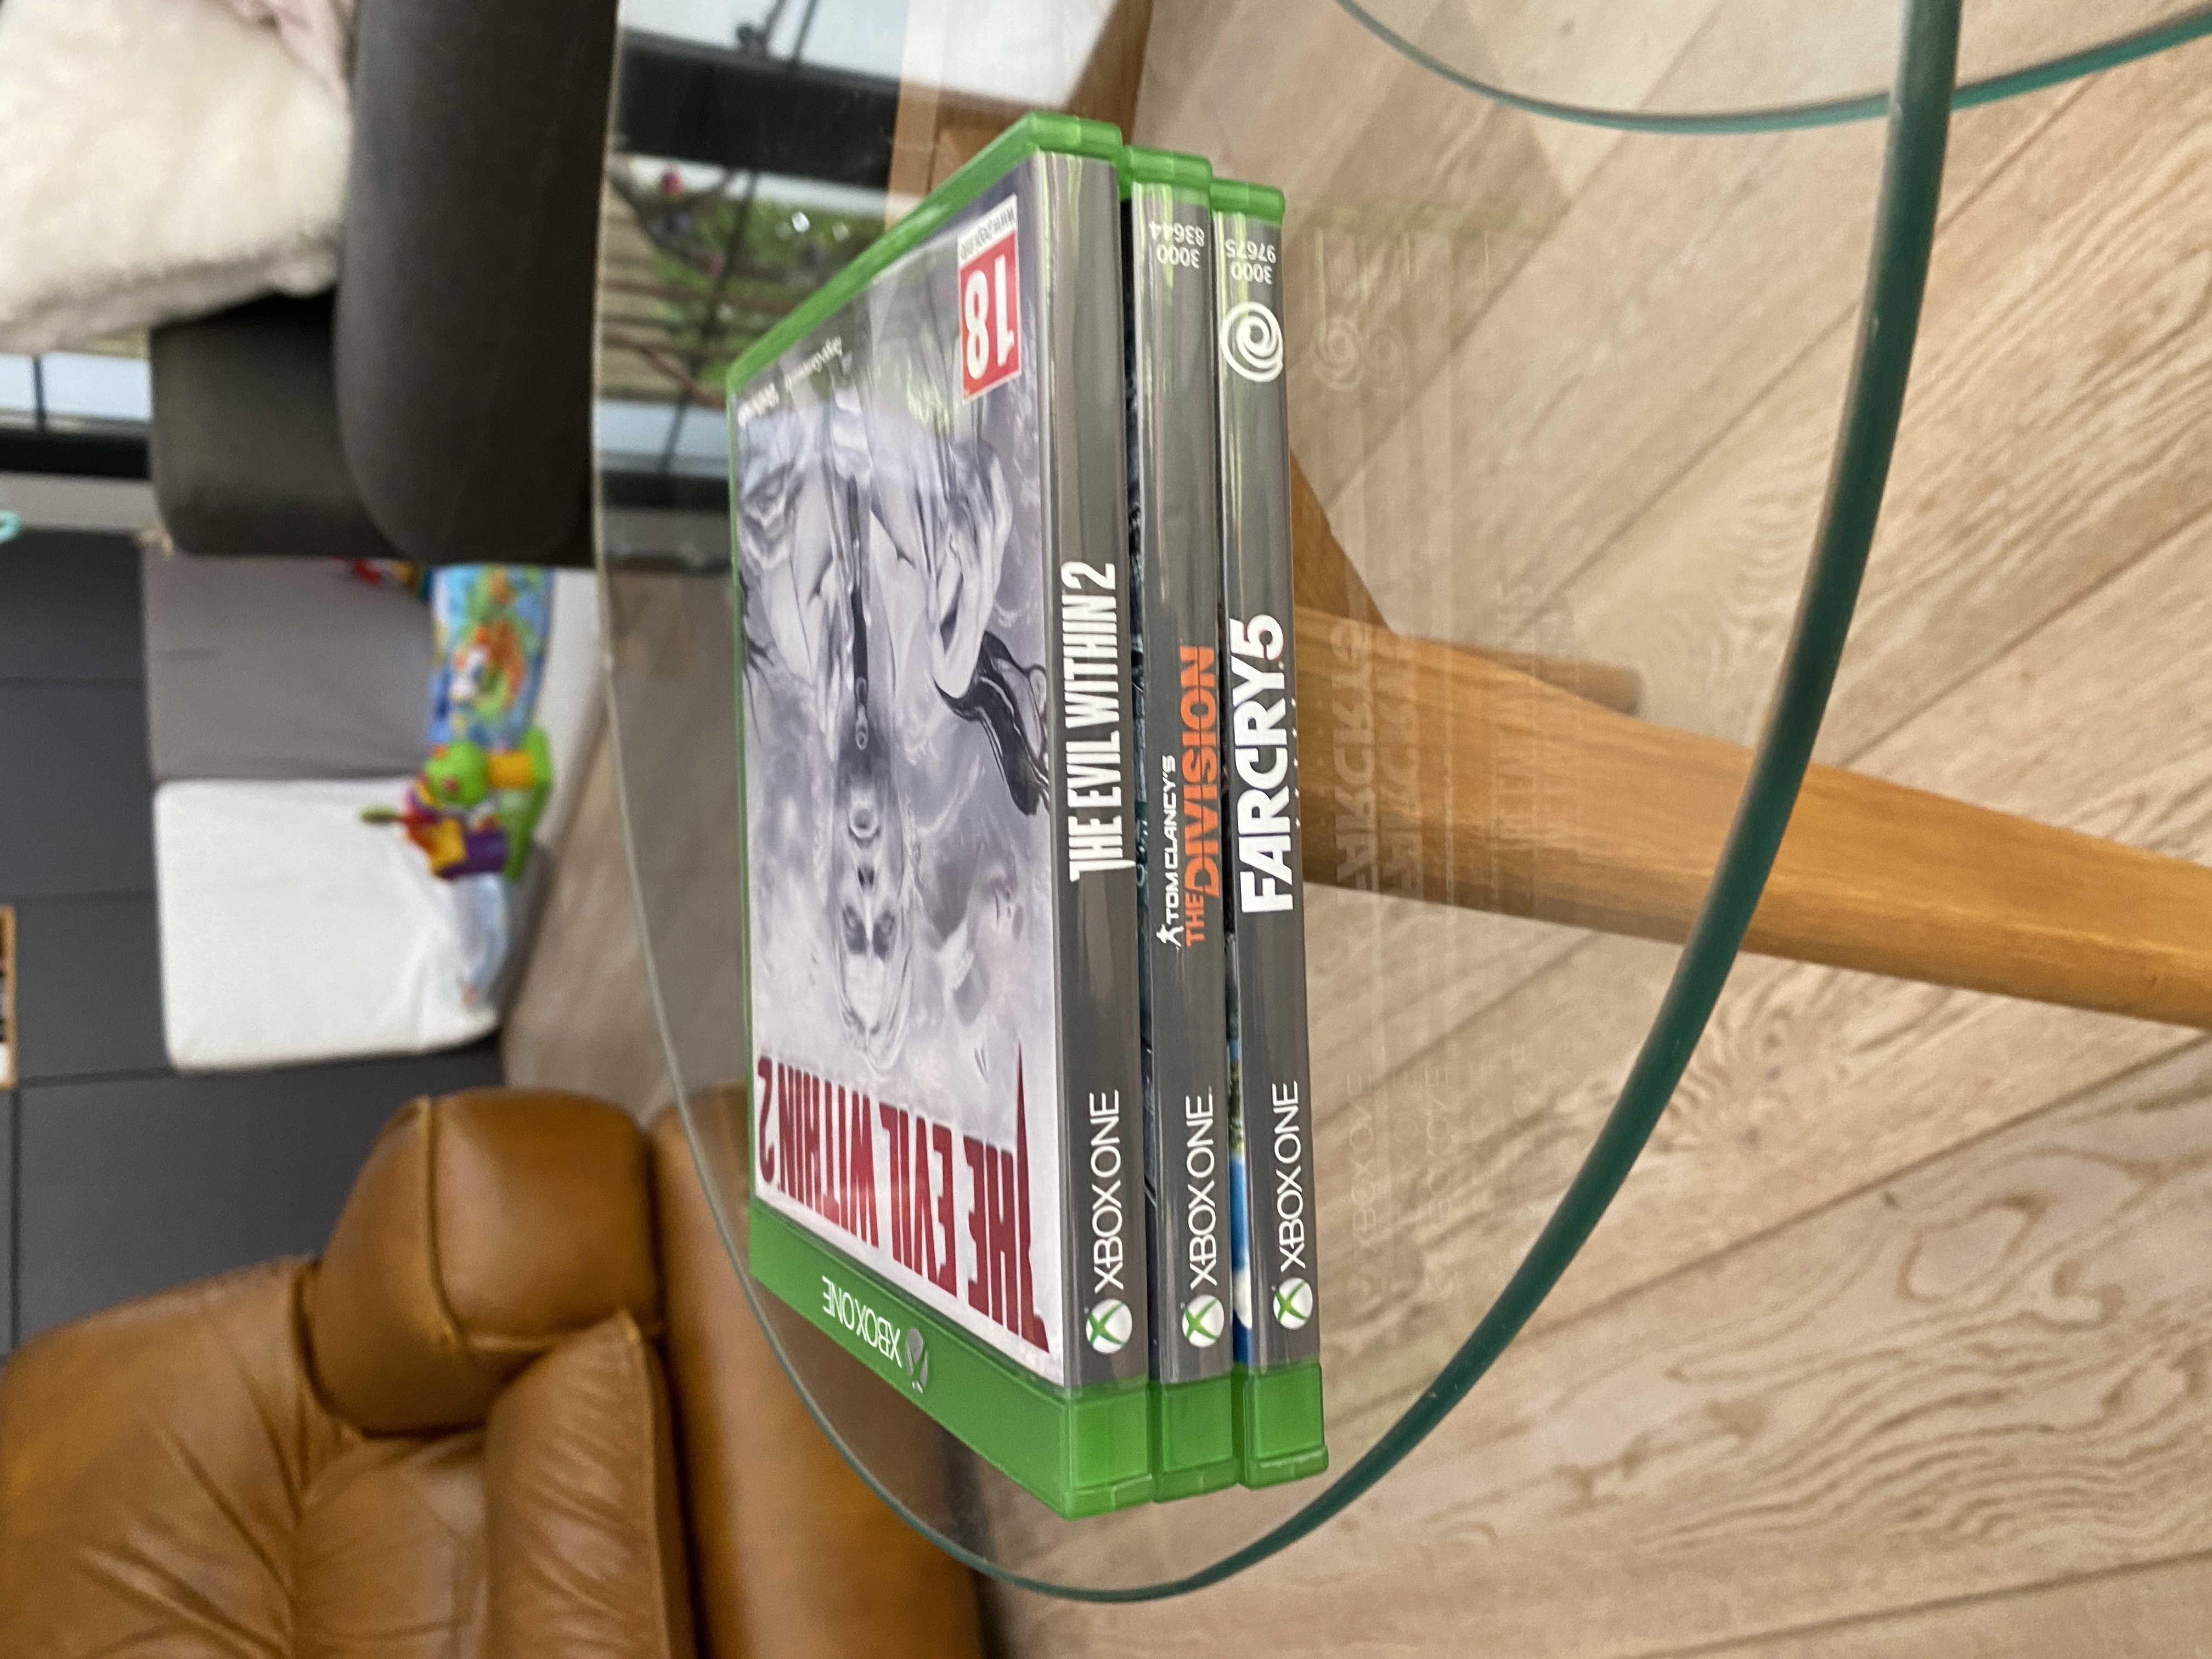 XBOX ONE
THE EVIL WITHIN 2
18
XBOX ONE
THE EVIL WITHIN 2
XBOX ONE
TOM CLANCY'S
THE DIVISION
3000
83644
XBOX ONE
FARCRY5
3000
97675